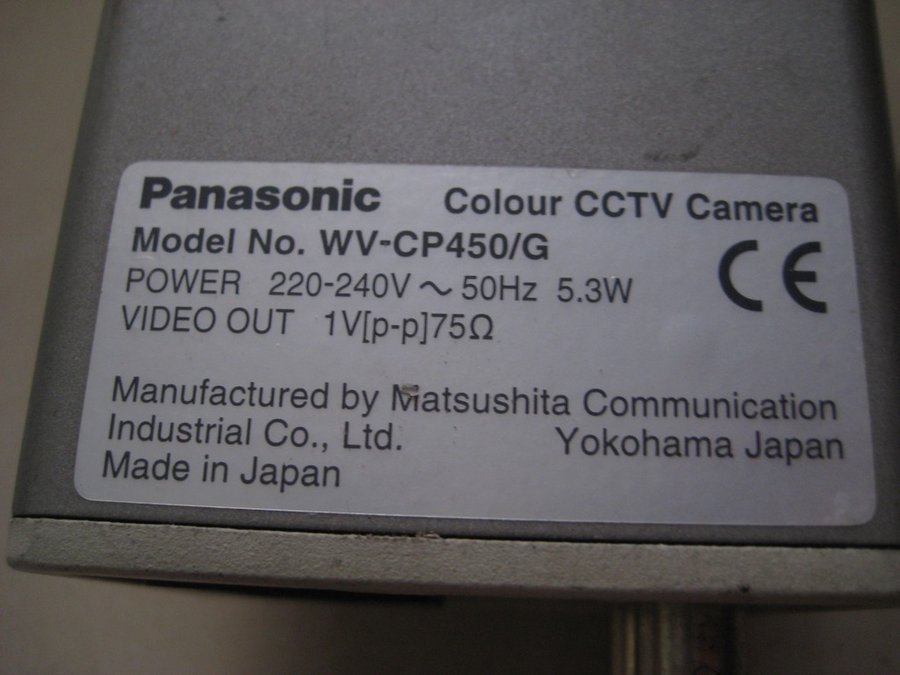 Panasonic Colour CCTV Camera
Model No. WV-CP450/G
POWER 220-240V ~ 50Hz 5.3W
CE
VIDEO OUT 1V[p-p]75Ω
Manufactured by Matsushita Communication
Industrial Co., Ltd. Yokohama Japan
Made in Japan